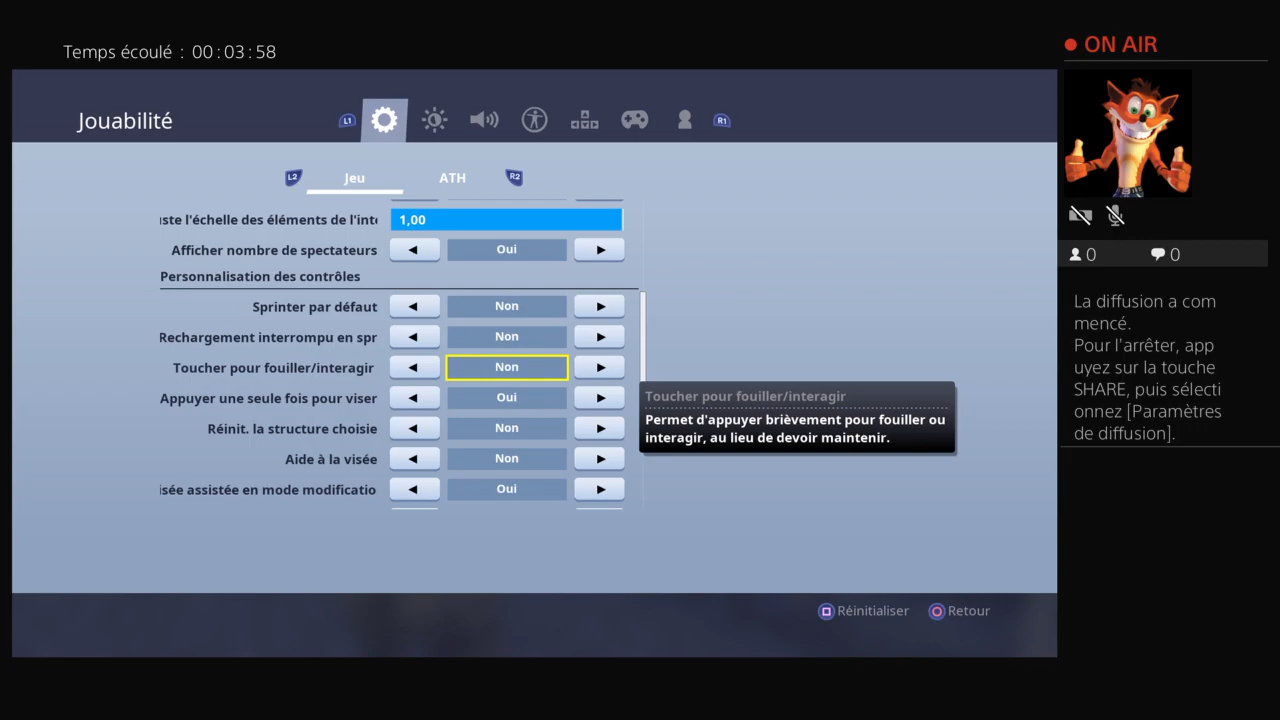 Temps écoulé : 00:03:58
ON AIR
Jouabilité
L1
R1
L2
Jeu
ATH
R2
uste l'échelle des éléments de l'inte
1,00
Afficher nombre de spectateurs
Oui
Personnalisation des contrôles
Sprinter par défaut
Non
Rechargement interrompu en spr
Non
Toucher pour fouiller/interagir
Non
Appuyer une seule fois pour viser
Oui
Réinit. la structure choisie
Non
Aide à la visée
Non
isée assistée en mode modificatio
Oui
Toucher pour fouiller/interagir
Permet d'appuyer brièvement pour fouiller ou
interagir, au lieu de devoir maintenir.
Réinitialiser
Retour
0
0
La diffusion a com
mencé.
Pour l'arrêter, app
uyez sur la touche
SHARE, puis sélecti
onnez [Paramètres
de diffusion].